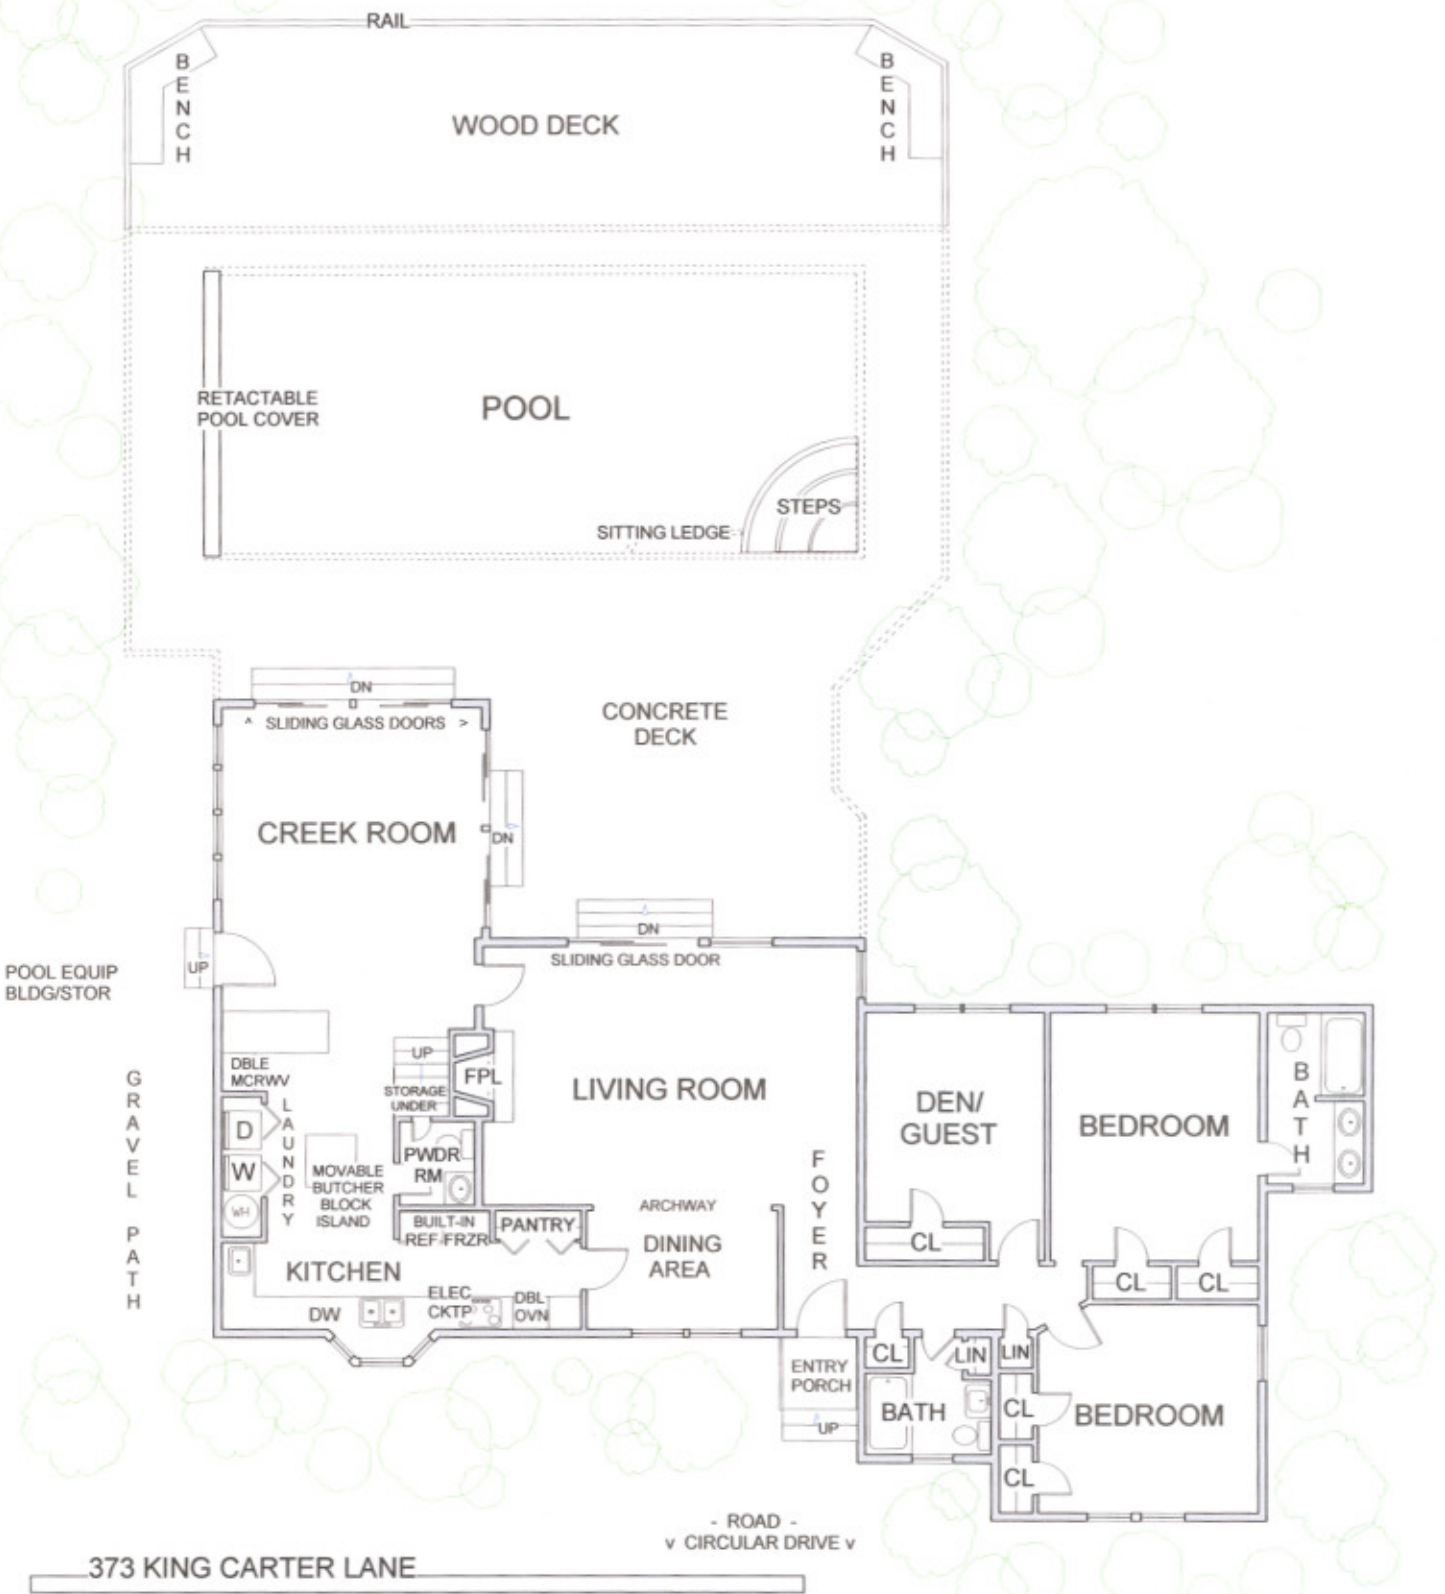 RAIL
BENCH
BENCH
WOOD DECK
RETACTABLE
POOL COVER
POOL
STEPS
SITTING LEDGE
DN
^ SLIDING GLASS DOORS >
CONCRETE
DECK
CREEK ROOM
DN
DN
SLIDING GLASS DOOR
UP
POOL EQUIP
BLDG/STOR
GRAVEL PATH
DBLE
MCRWV
UP
STORAGE
UNDER
FPL
LIVING ROOM
DEN/
GUEST
BEDROOM
BATH
LAUNDRY
D
W
WH
MOVABLE
BUTCHER
BLOCK
ISLAND
PWDR
RM
FOYER
ARCHWAY
BUILT-IN
REF-FRZR
PANTRY
DINING
AREA
CL
CL
CL
KITCHEN
DW
ELEC
CKTP
DBL
OVN
CL
LIN
LIN
ENTRY
PORCH
UP
BATH
CL
BEDROOM
CL
- ROAD -
v CIRCULAR DRIVE v
373 KING CARTER LANE